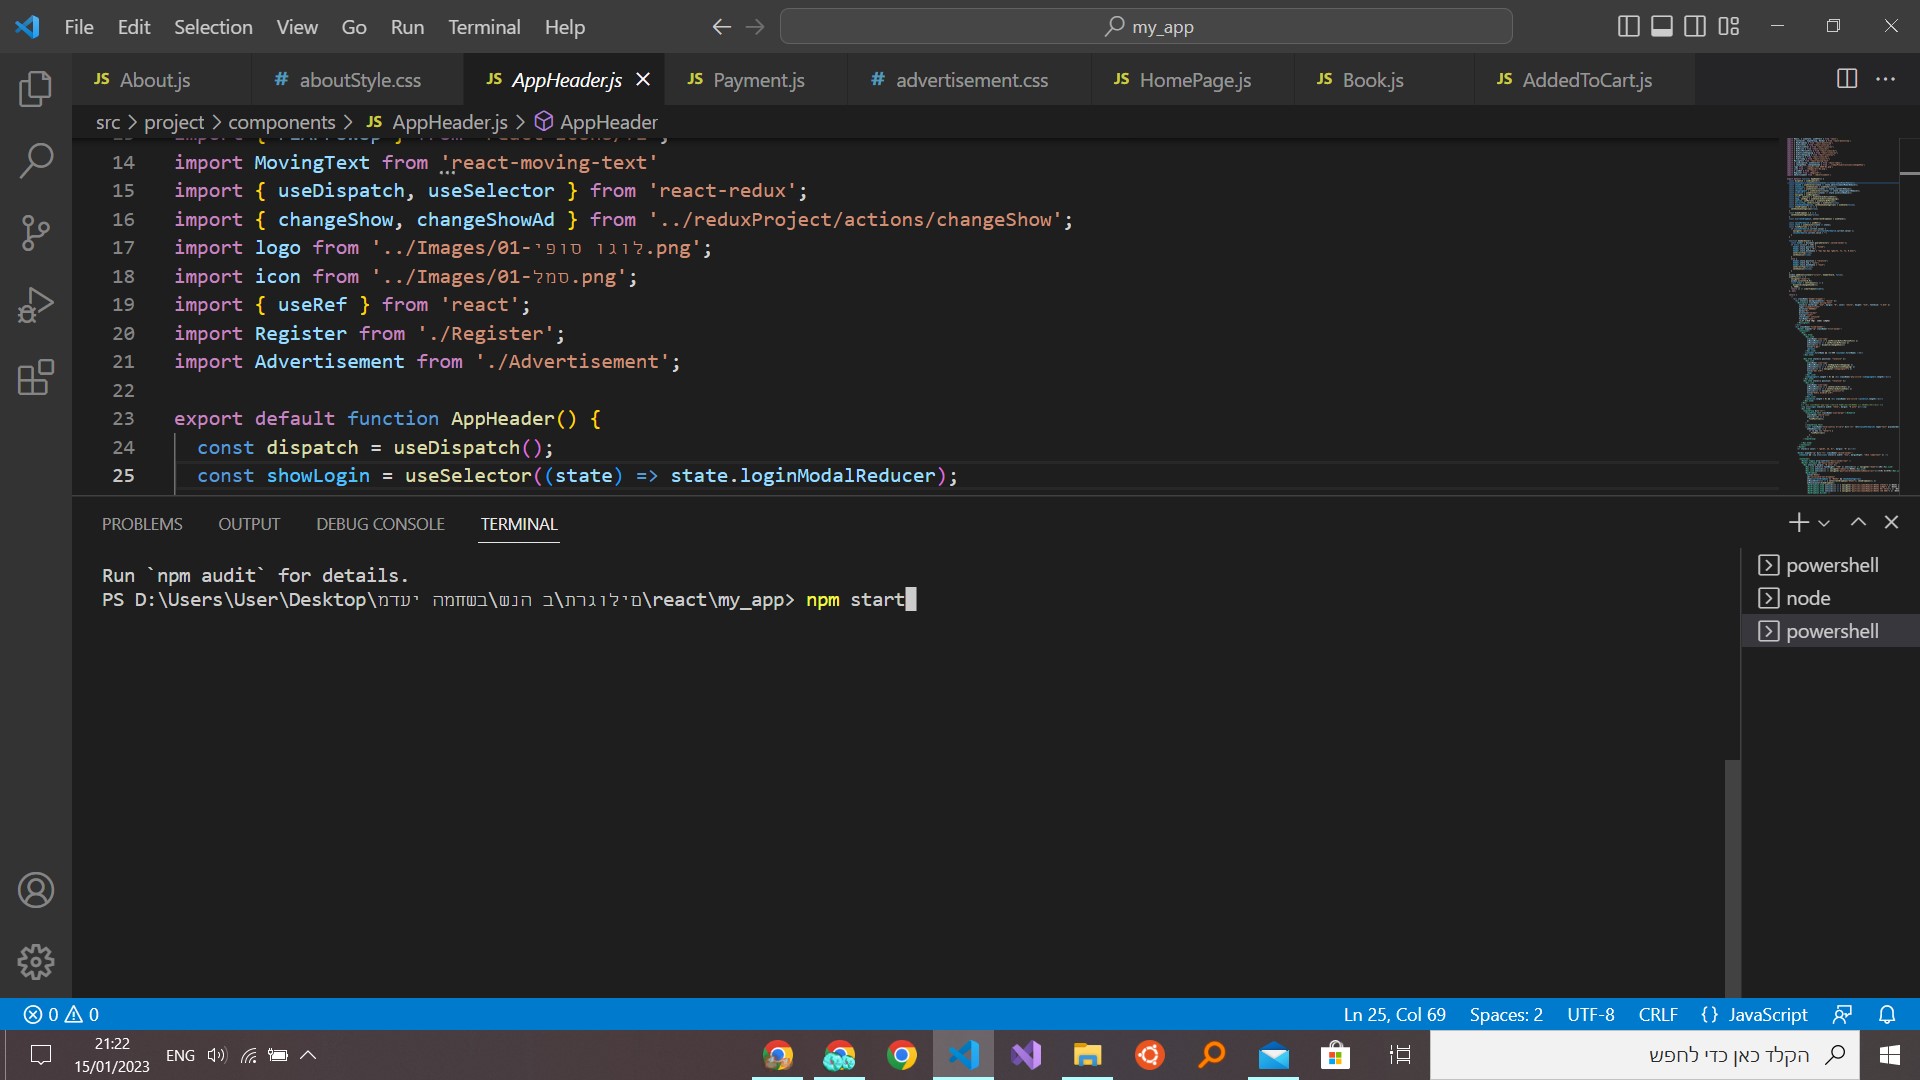 File Edit Selection View Go Run Terminal Help my_app
JS About.js # aboutStyle.css JS AppHeader.js JS Payment.js # advertisement.css JS HomePage.js JS Book.js JS AddedToCart.js
src > project > components > JS AppHeader.js > AppHeader
14 import MovingText from 'react-moving-text'
15 import { useDispatch, useSelector } from 'react-redux';
16 import { changeShow, changeShowAd } from '../reduxProject/actions/changeShow';
17 import logo from '../Images/01-לוגו סופי.png';
18 import icon from '../Images/01-סמל.png';
19 import { useRef } from 'react';
20 import Register from './Register';
21 import Advertisement from './Advertisement';
22
23 export default function AppHeader() {
24 const dispatch = useDispatch();
25 const showLogin = useSelector((state) => state.loginModalReducer);
PROBLEMS OUTPUT DEBUG CONSOLE TERMINAL
Run `npm audit` for details.
PS D:\Users\User\Desktop\מדעי המחשב\שנה ב\תרגולים\react\my_app> npm start
powershell
node
powershell
0 0 Ln 25, Col 69 Spaces: 2 UTF-8 CRLF {} JavaScript
21:22
15/01/2023
ENG
הקלד כאן כדי לחפש